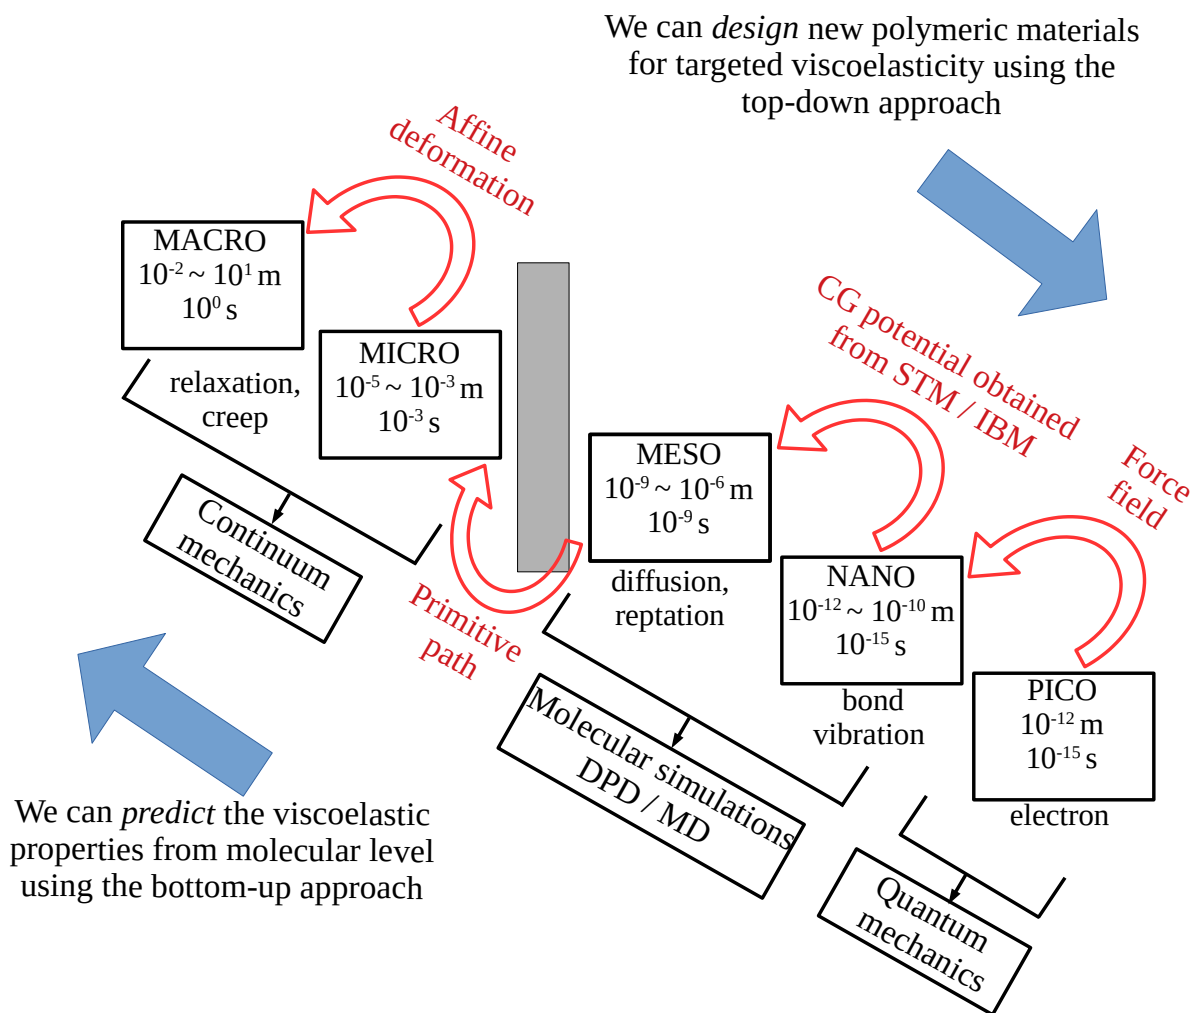 We can design new polymeric materials
for targeted viscoelasticity using the
top-down approach
Affine
deformation
MACRO
10⁻² ~ 10¹ m
10⁰ s
relaxation,
creep
MICRO
10⁻⁵ ~ 10⁻³ m
10⁻³ s
Continuum
mechanics
CG potential obtained
from STM / IBM
MESO
10⁻⁹ ~ 10⁻⁶ m
10⁻⁹ s
diffusion,
reptation
Primitive
path
Force
field
NANO
10⁻¹² ~ 10⁻¹⁰ m
10⁻¹⁵ s
bond
vibration
PICO
10⁻¹² m
10⁻¹⁵ s
electron
Molecular simulations
DPD / MD
Quantum
mechanics
We can predict the viscoelastic
properties from molecular level
using the bottom-up approach